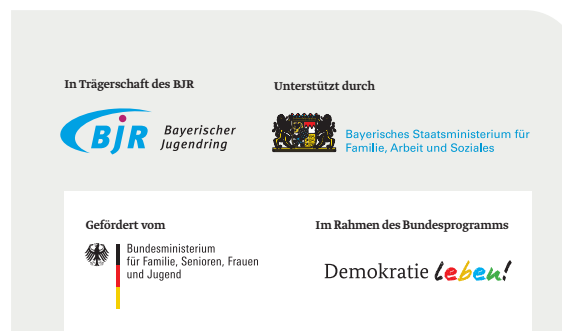 In Trägerschaft des BJR
Unterstützt durch
BJR
Bayerischer
Jugendring
Bayerisches Staatsministerium für
Familie, Arbeit und Soziales
Gefördert vom
Im Rahmen des Bundesprogramms
Bundesministerium
für Familie, Senioren, Frauen
und Jugend
Demokratie leben!